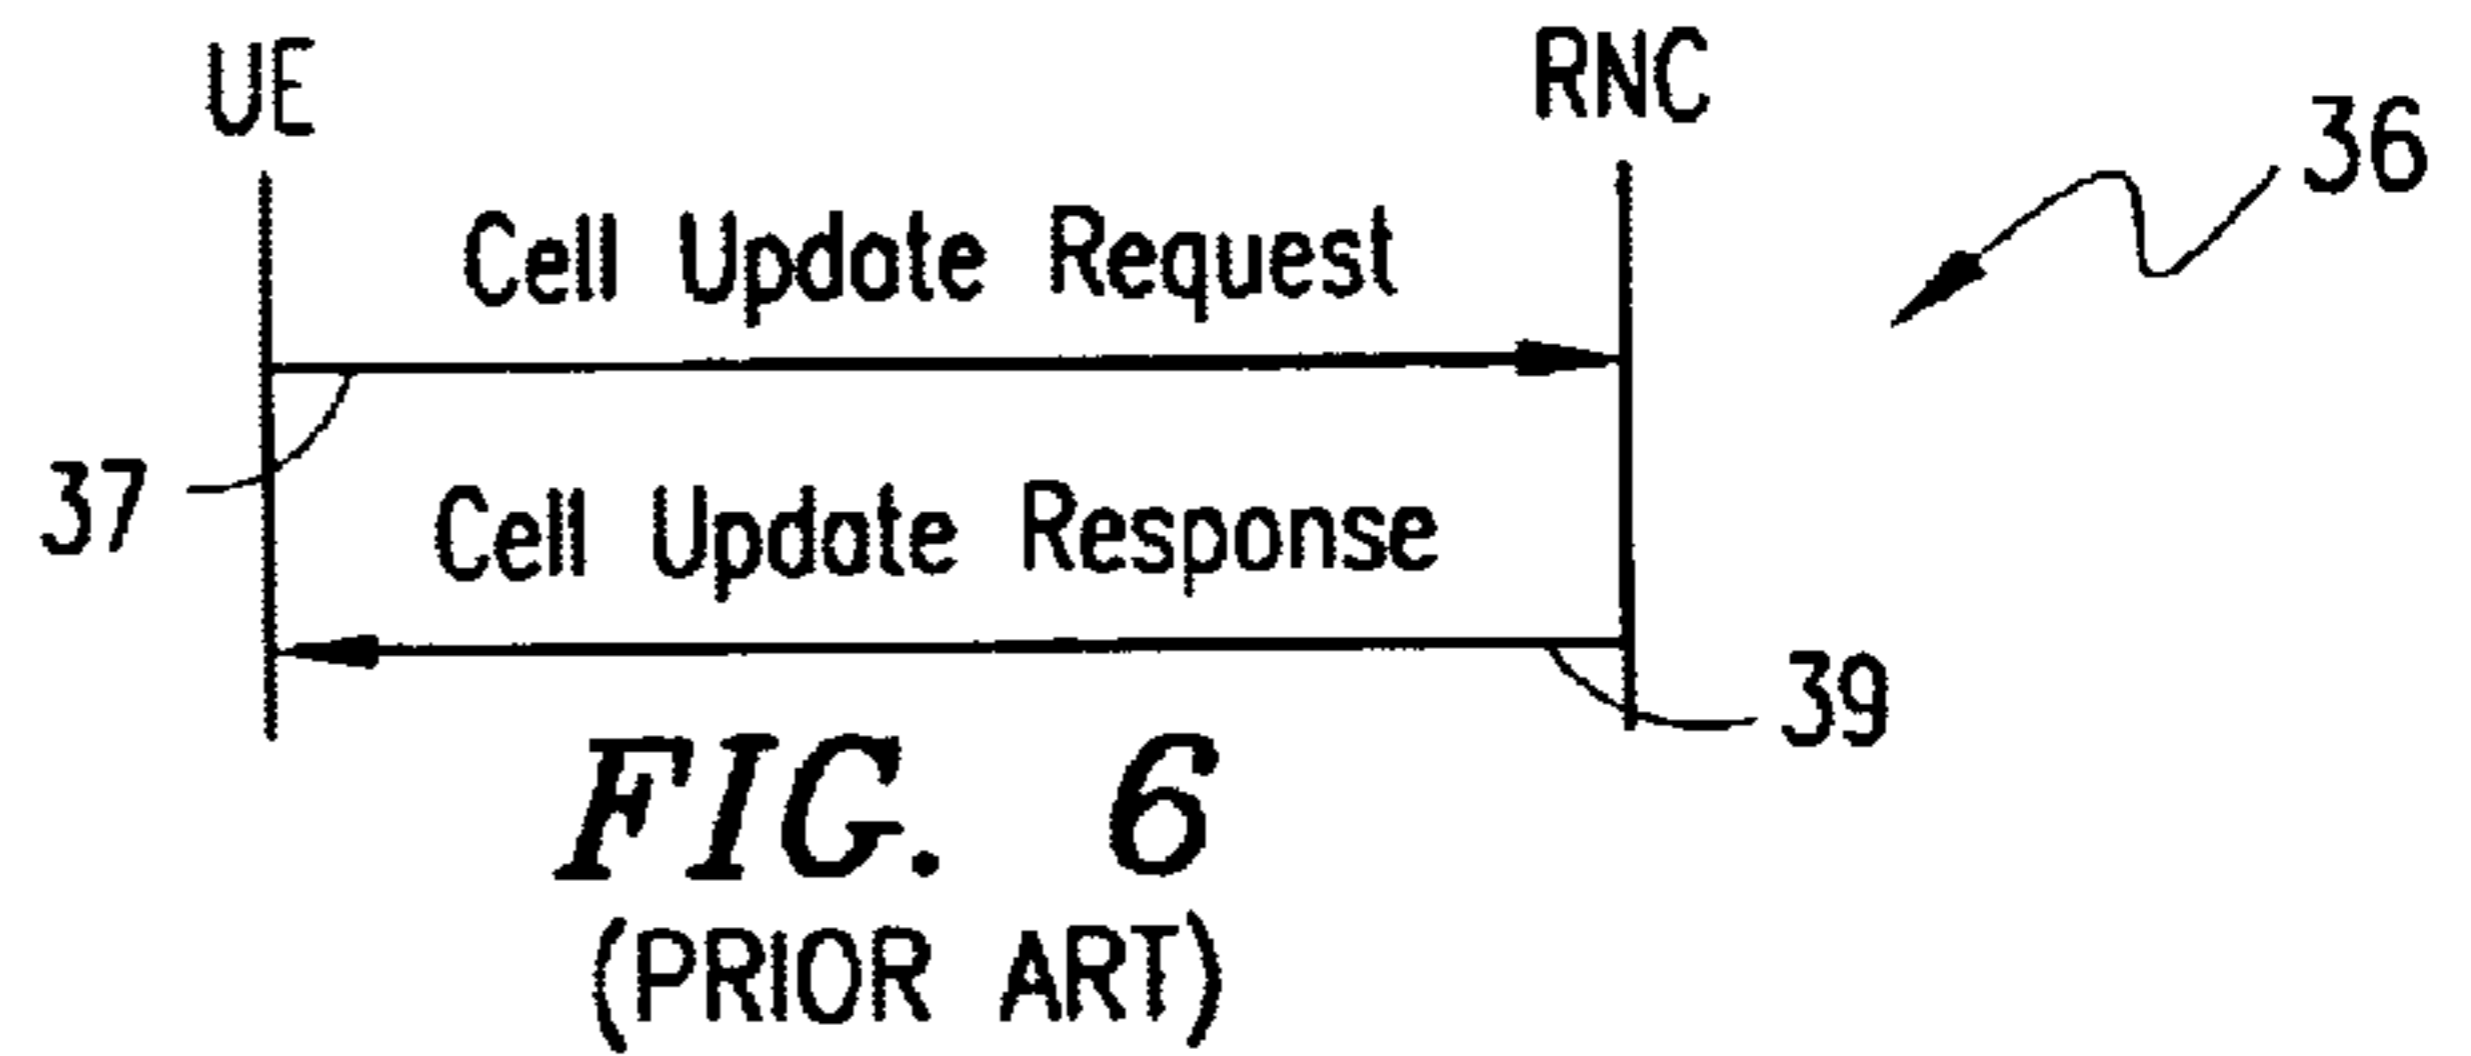 UE
RNC
36
Cell Update Request
37
Cell Update Response
39
FIG. 6
(PRIOR ART)